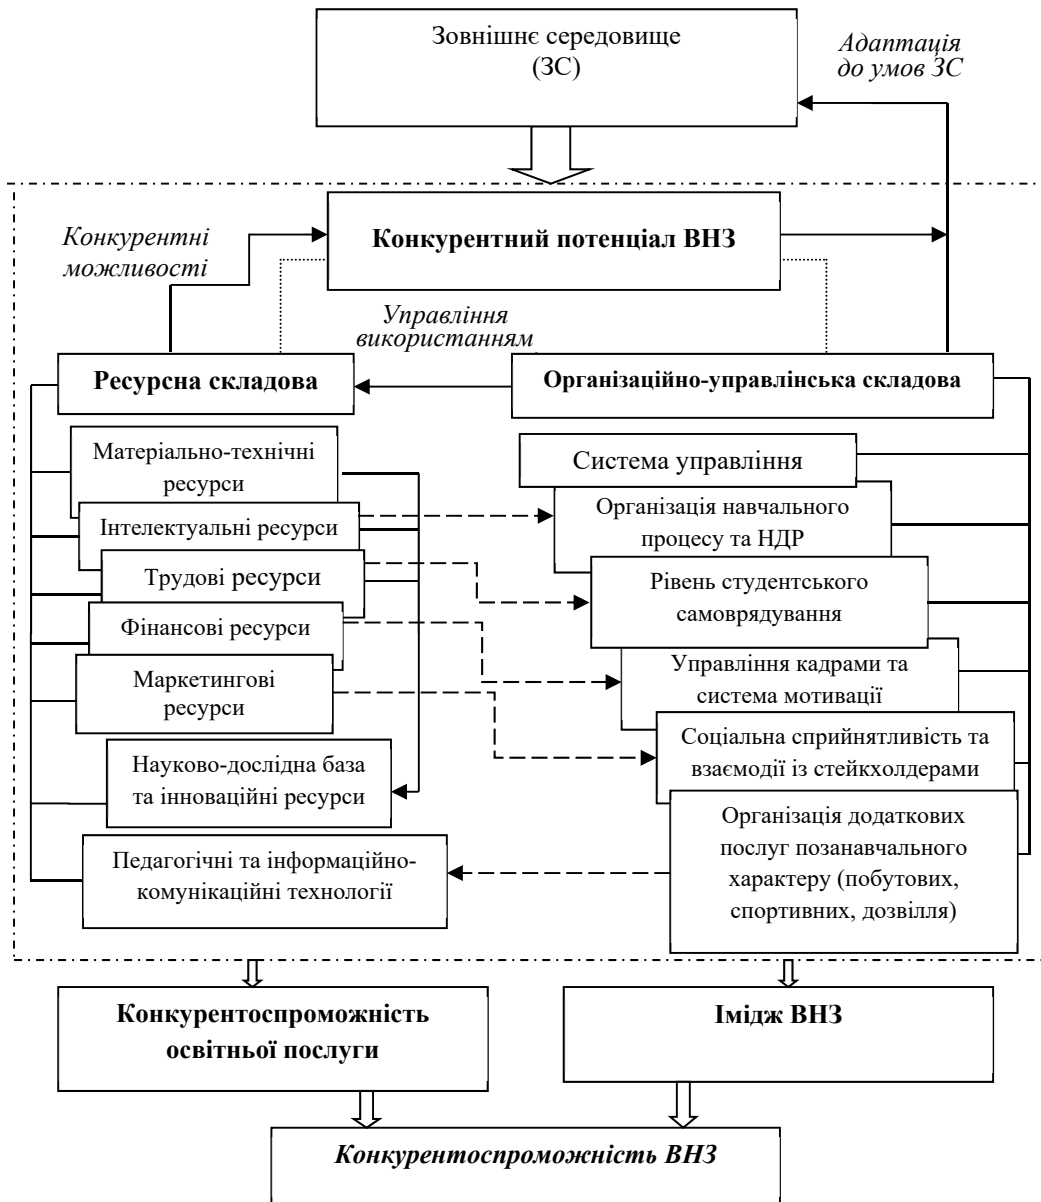 Зовнішнє середовище
(ЗС)
Адаптація
до умов ЗС
Конкурентний потенціал ВНЗ
Конкурентні
можливості
Управління
використанням
Ресурсна складова
Організаційно-управлінська складова
Матеріально-технічні
ресурси
Інтелектуальні ресурси
Трудові ресурси
Фінансові ресурси
Маркетингові
ресурси
Науково-дослідна база
та інноваційні ресурси
Педагогічні та інформаційно-
комунікаційні технології
Система управління
Організація навчального
процесу та НДР
Рівень студентського
самоврядування
Управління кадрами та
система мотивації
Соціальна сприйнятливість та
взаємодії із стейкхолдерами
Організація додаткових
послуг позанавчального
характеру (побутових,
спортивних, дозвілля)
Конкурентоспроможність
освітньої послуги
Імідж ВНЗ
Конкурентоспроможність ВНЗ